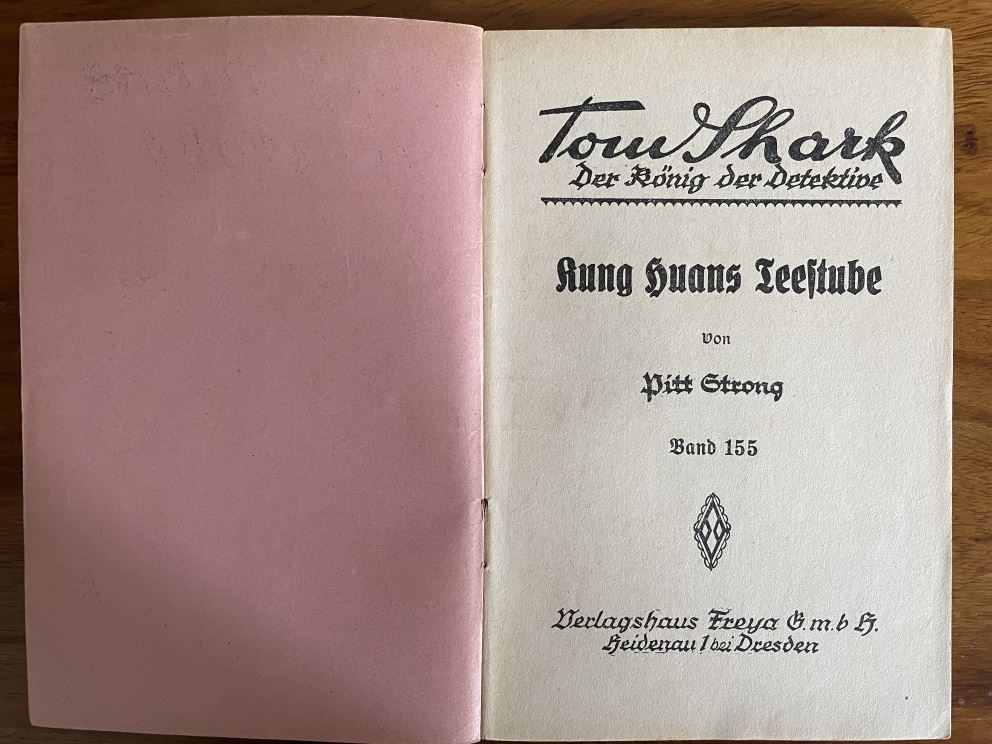 Tom Shark
Der König der Detektive
Kung Huans Teestube
von
Pitt Strong
Band 155
Verlagshaus Freya G.m.b H.
Heidenau 1 bei Dresden